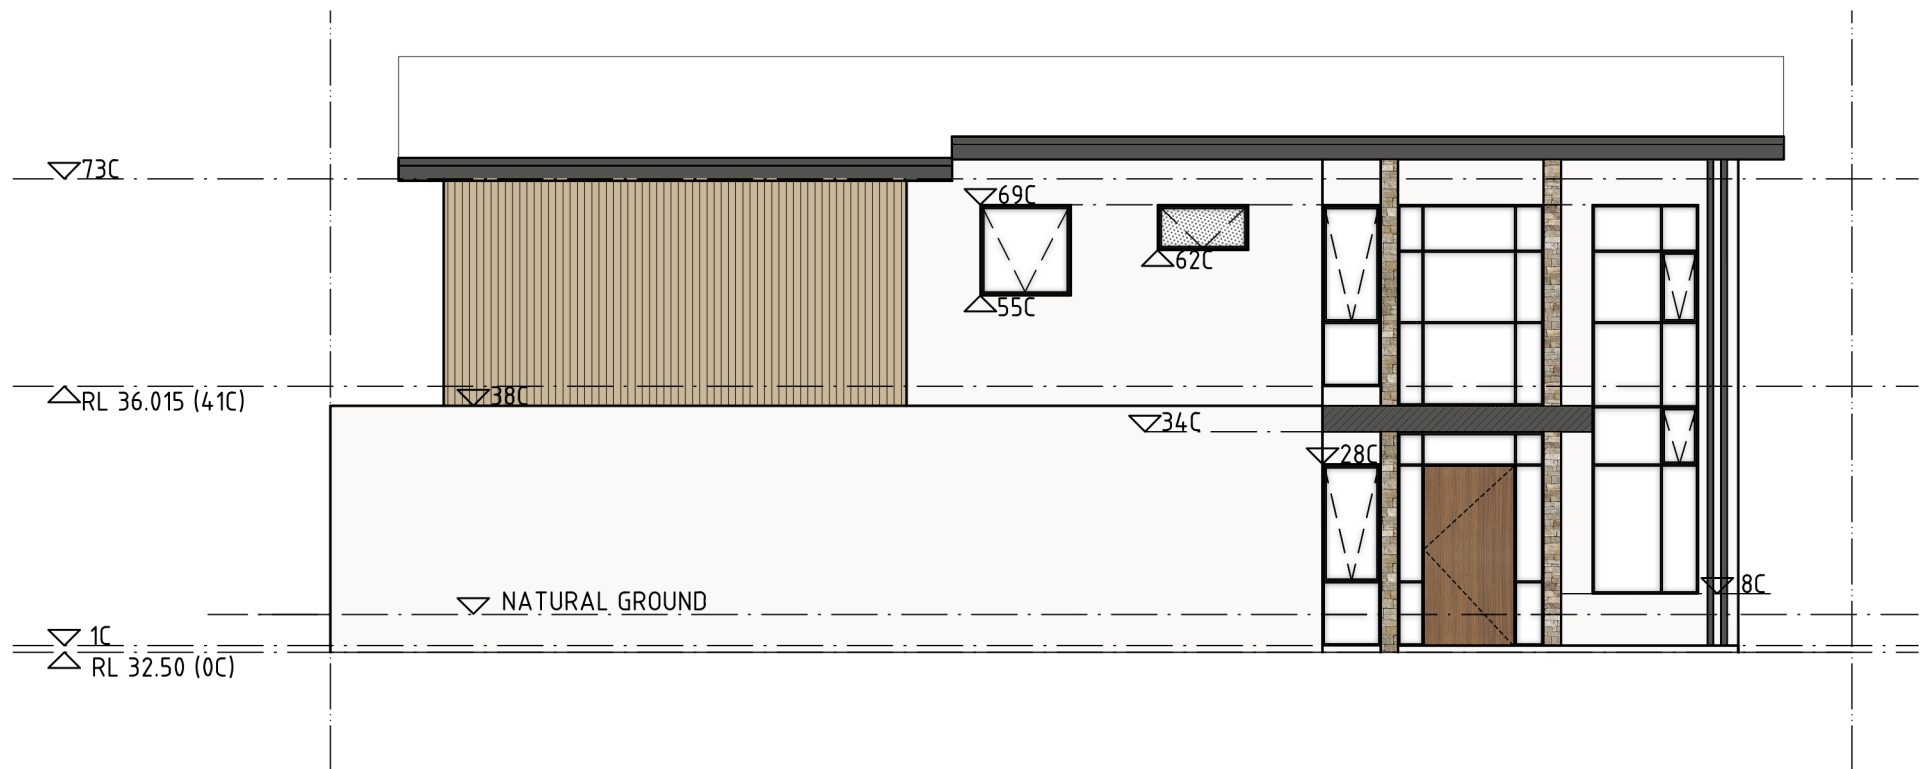 73C
69C
62C
55C
38C
RL 36.015 (41C)
34C
28C
8C
NATURAL GROUND
1C
RL 32.50 (0C)